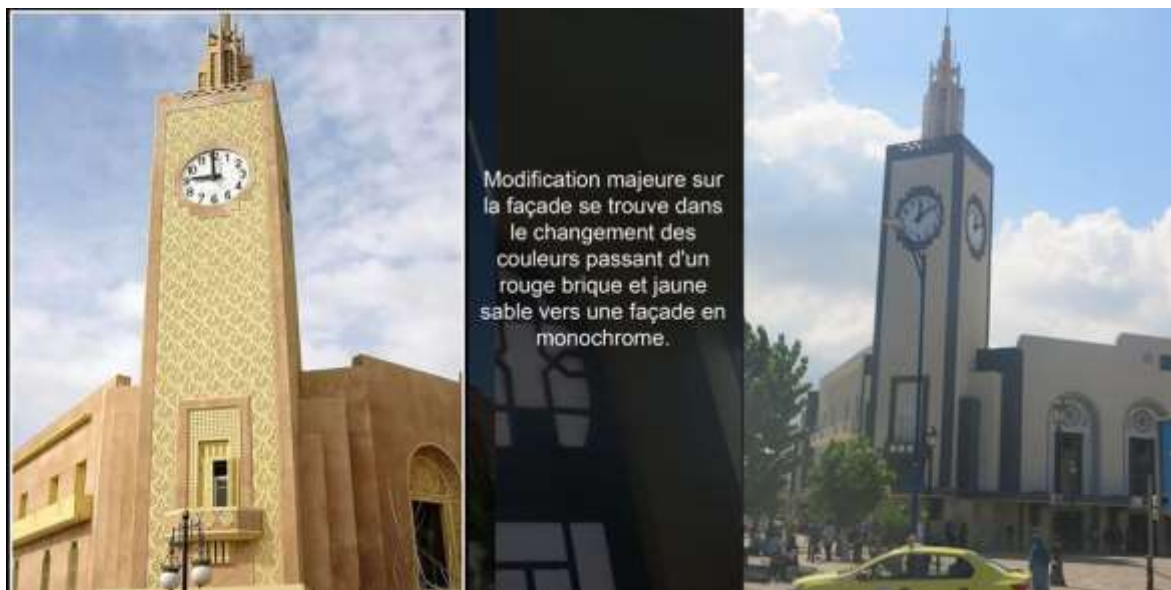 Modification majeure sur
la façade se trouve dans
le changement des
couleurs passant d'un
rouge brique et jaune
sable vers une façade en
monochrome.